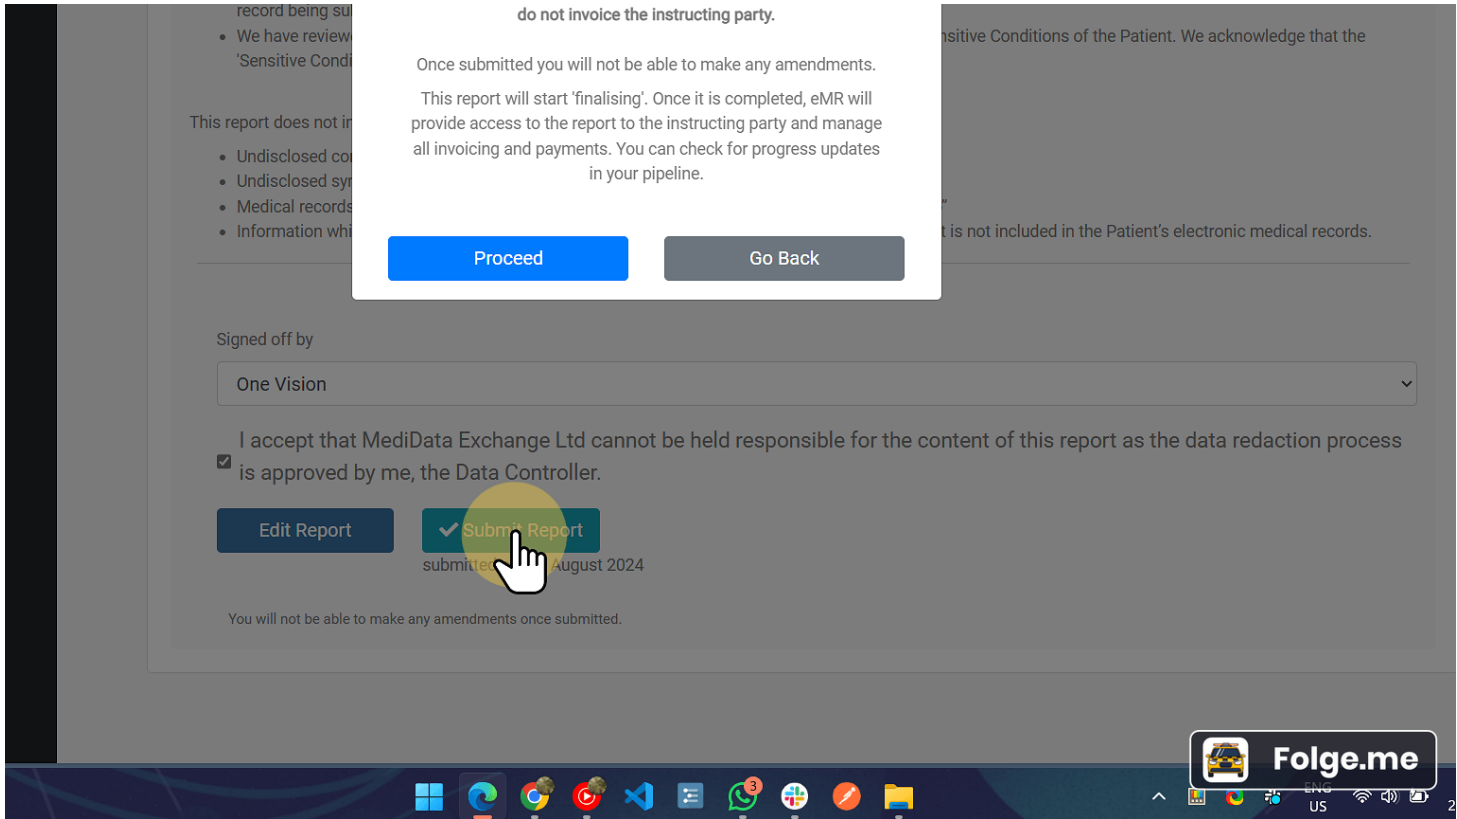 do not invoice the instructing party.
record being su
We have review
nsitive Conditions of the Patient. We acknowledge that the
'Sensitive Condi
Once submitted you will not be able to make any amendments.
This report will start 'finalising'. Once it is completed, eMR will
provide access to the report to the instructing party and manage
all invoicing and payments. You can check for progress updates
in your pipeline.
This report does not in
Undisclosed co
Undisclosed syr
Medical records
.”
Information whi
t is not included in the Patient’s electronic medical records.
Proceed
Go Back
Signed off by
One Vision
I accept that MediData Exchange Ltd cannot be held responsible for the content of this report as the data redaction process
is approved by me, the Data Controller.
Edit Report
Submit Report
submitted August 2024
You will not be able to make any amendments once submitted.
Folge.me
3
ENG
US
2